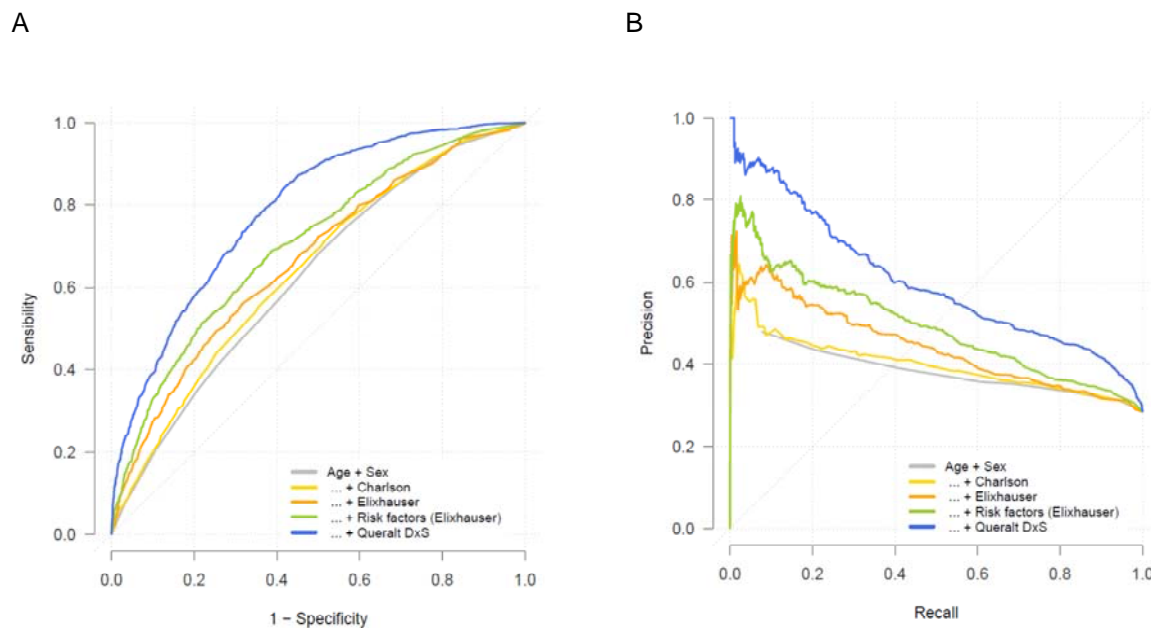 A
B
1.0
0.8
0.6
0.4
0.2
0.0
Sensibility
Age + Sex
... + Charlson
... + Elixhauser
... + Risk factors (Elixhauser)
... + Queralt DxS
0.0 0.2 0.4 0.6 0.8 1.0
1 − Specificity
1.0
0.8
0.6
0.4
0.2
0.0
Precision
Age + Sex
... + Charlson
... + Elixhauser
... + Risk factors (Elixhauser)
... + Queralt DxS
0.0 0.2 0.4 0.6 0.8 1.0
Recall